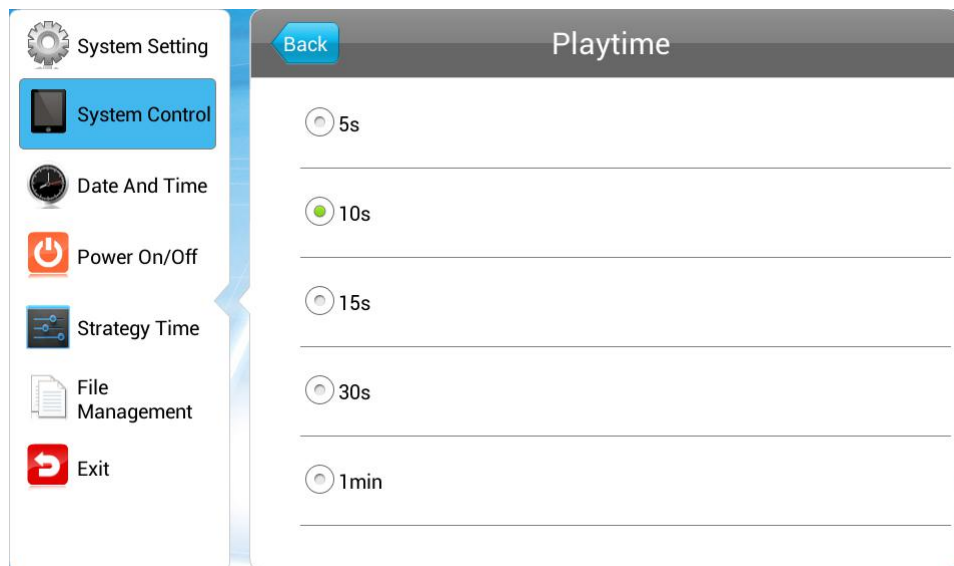 System Setting
System Control
Date And Time
Power On/Off
Strategy Time
File
Management
Exit
Back
Playtime
5s
10s
15s
30s
1min